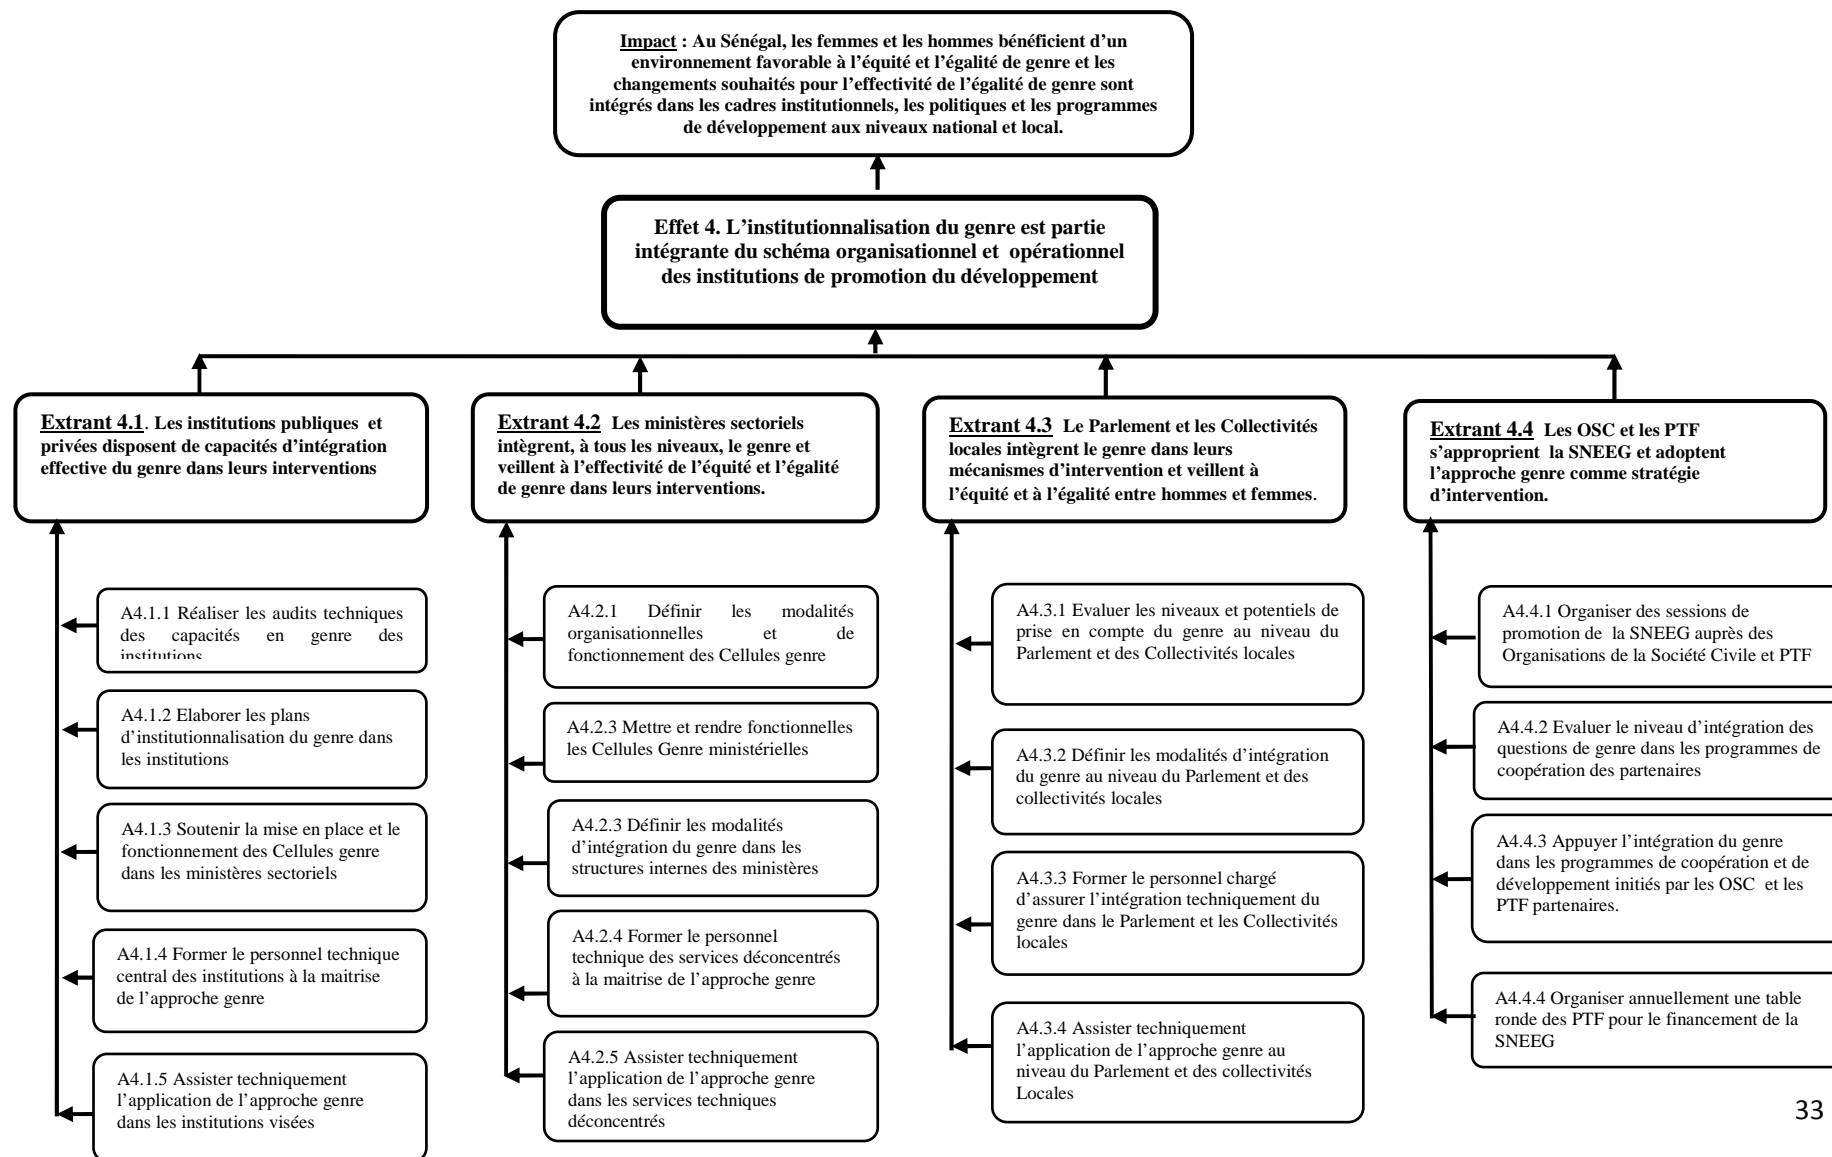 Impact : Au Sénégal, les femmes et les hommes bénéficient d’un
environnement favorable à l’équité et l’égalité de genre et les
changements souhaités pour l’effectivité de l’égalité de genre sont
intégrés dans les cadres institutionnels, les politiques et les programmes
de développement aux niveaux national et local.
Effet 4. L’institutionnalisation du genre est partie
intégrante du schéma organisationnel et opérationnel
des institutions de promotion du développement
Extrant 4.1. Les institutions publiques et
privées disposent de capacités d’intégration
effective du genre dans leurs interventions
A4.1.1 Réaliser les audits techniques
des capacités en genre des
institutions
A4.1.2 Elaborer les plans
d’institutionnalisation du genre dans
les institutions
A4.1.3 Soutenir la mise en place et le
fonctionnement des Cellules genre
dans les ministères sectoriels
A4.1.4 Former le personnel technique
central des institutions à la maitrise
de l’approche genre
A4.1.5 Assister techniquement
l’application de l’approche genre
dans les institutions visées
Extrant 4.2 Les ministères sectoriels
intègrent, à tous les niveaux, le genre et
veillent à l’effectivité de l’équité et l’égalité
de genre dans leurs interventions.
A4.2.1 Définir les modalités
organisationnelles et de
fonctionnement des Cellules genre
A4.2.3 Mettre et rendre fonctionnelles
les Cellules Genre ministérielles
A4.2.3 Définir les modalités
d’intégration du genre dans les
structures internes des ministères
A4.2.4 Former le personnel
technique des services déconcentrés
à la maitrise de l’approche genre
A4.2.5 Assister techniquement
l’application de l’approche genre
dans les services techniques
déconcentrés
Extrant 4.3 Le Parlement et les Collectivités
locales intègrent le genre dans leurs
mécanismes d’intervention et veillent à
l’équité et à l’égalité entre hommes et femmes.
A4.3.1 Evaluer les niveaux et potentiels de
prise en compte du genre au niveau du
Parlement et des Collectivités locales
A4.3.2 Définir les modalités d’intégration
du genre au niveau du Parlement et des
collectivités locales
A4.3.3 Former le personnel chargé
d’assurer l’intégration techniquement du
genre dans le Parlement et les Collectivités
locales
A4.3.4 Assister techniquement
l’application de l’approche genre au
niveau du Parlement et des collectivités
Locales
Extrant 4.4 Les OSC et les PTF
s’approprient la SNEEG et adoptent
l’approche genre comme stratégie
d’intervention.
A4.4.1 Organiser des sessions de
promotion de la SNEEG auprès des
Organisations de la Société Civile et PTF
A4.4.2 Evaluer le niveau d’intégration des
questions de genre dans les programmes de
coopération des partenaires
A4.4.3 Appuyer l’intégration du genre
dans les programmes de coopération et de
développement initiés par les OSC et les
PTF partenaires.
A4.4.4 Organiser annuellement une table
ronde des PTF pour le financement de la
SNEEG
33